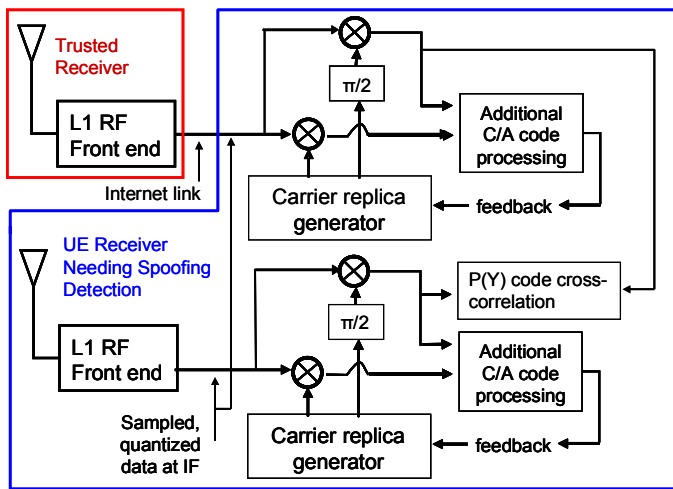 Trusted
Receiver
L1 RF
Front end
Internet link
π/2
Additional
C/A code
processing
Carrier replica
generator
feedback
UE Receiver
Needing Spoofing
Detection
L1 RF
Front end
Sampled,
quantized
data at IF
π/2
P(Y) code cross-
correlation
Additional
C/A code
processing
Carrier replica
generator
feedback